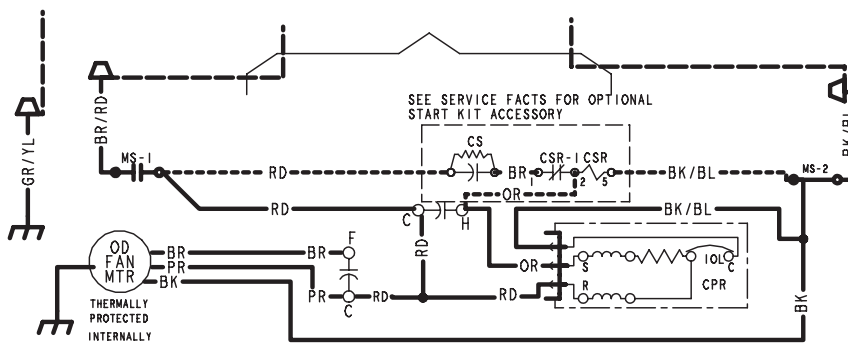 SEE SERVICE FACTS FOR OPTIONAL
START KIT ACCESSORY
GR/YL
BR/RD
MS-1
RD
CS
BR
1
CSR-1
CSR
2
5
BK/BL
MS-2
BK/BL
OR
RD
C
H
BK/BL
RD
OD
FAN
MTR
BR
PR
BK
BR
F
PR
C
RD
RD
OR
S
R
IOL
C
CPR
BK
THERMALLY
PROTECTED
INTERNALLY